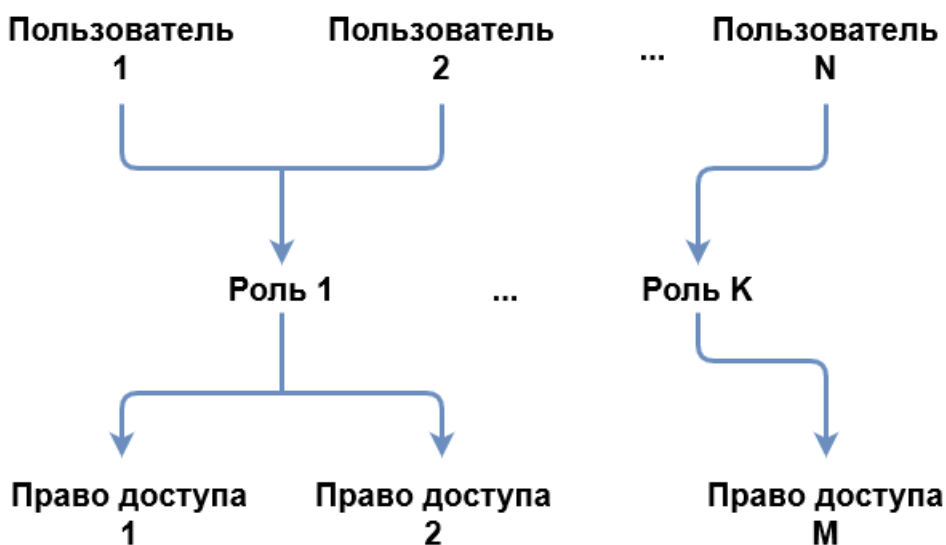 Пользователь
1
Пользователь
2
...
Пользователь
N
Роль 1
...
Роль K
Право доступа
1
Право доступа
2
Право доступа
M